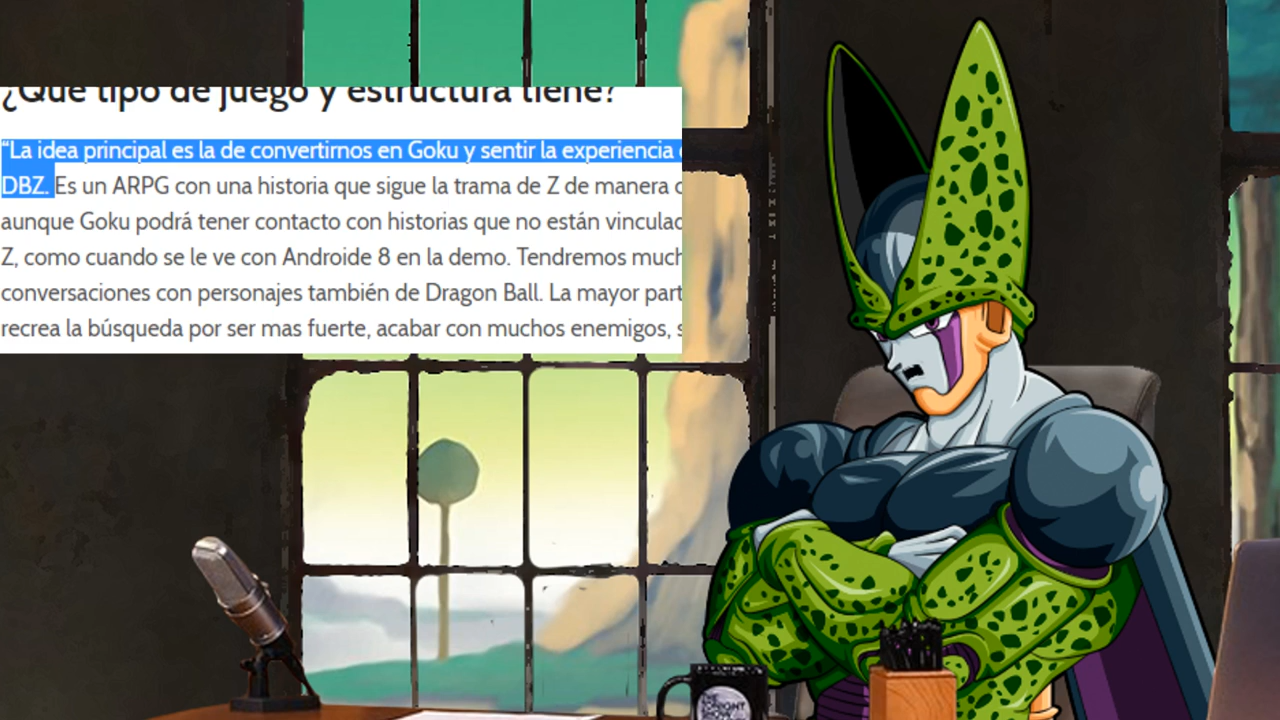 ¿Qué tipo de juego y estructura tiene?
“La idea principal es la de convertirnos en Goku y sentir la experiencia
DBZ. Es un ARPG con una historia que sigue la trama de Z de manera
aunque Goku podrá tener contacto con historias que no están vinculad
Z, como cuando se le ve con Androide 8 en la demo. Tendremos much
conversaciones con personajes también de Dragon Ball. La mayor part
recrea la búsqueda por ser mas fuerte, acabar con muchos enemigos, s
THE
TONIGHT